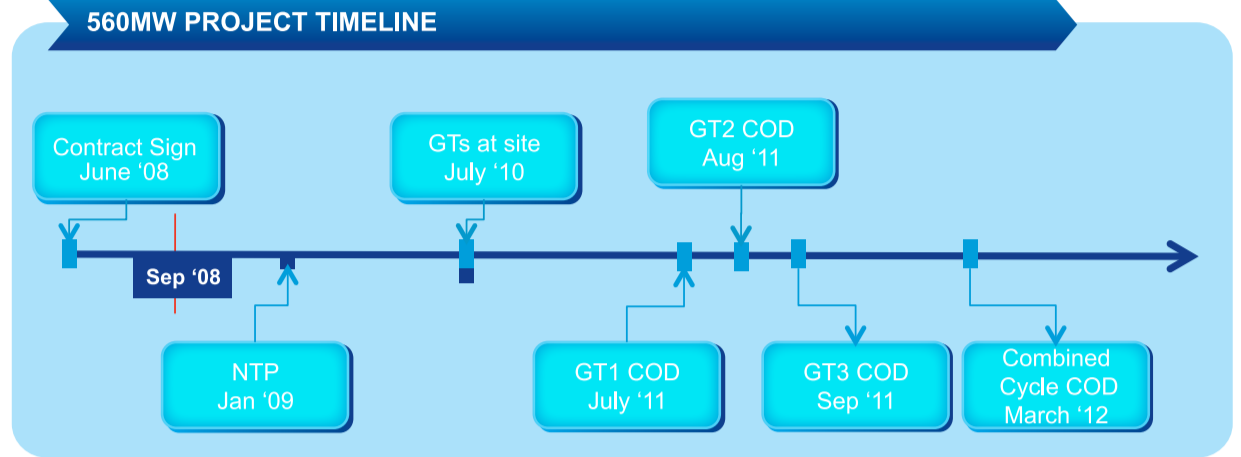 560MW PROJECT TIMELINE
Contract Sign
June ‘08
GTs at site
July ‘10
GT2 COD
Aug ‘11
Sep ‘08
NTP
Jan ‘09
GT1 COD
July ‘11
GT3 COD
Sep ‘11
Combined
Cycle COD
March ‘12